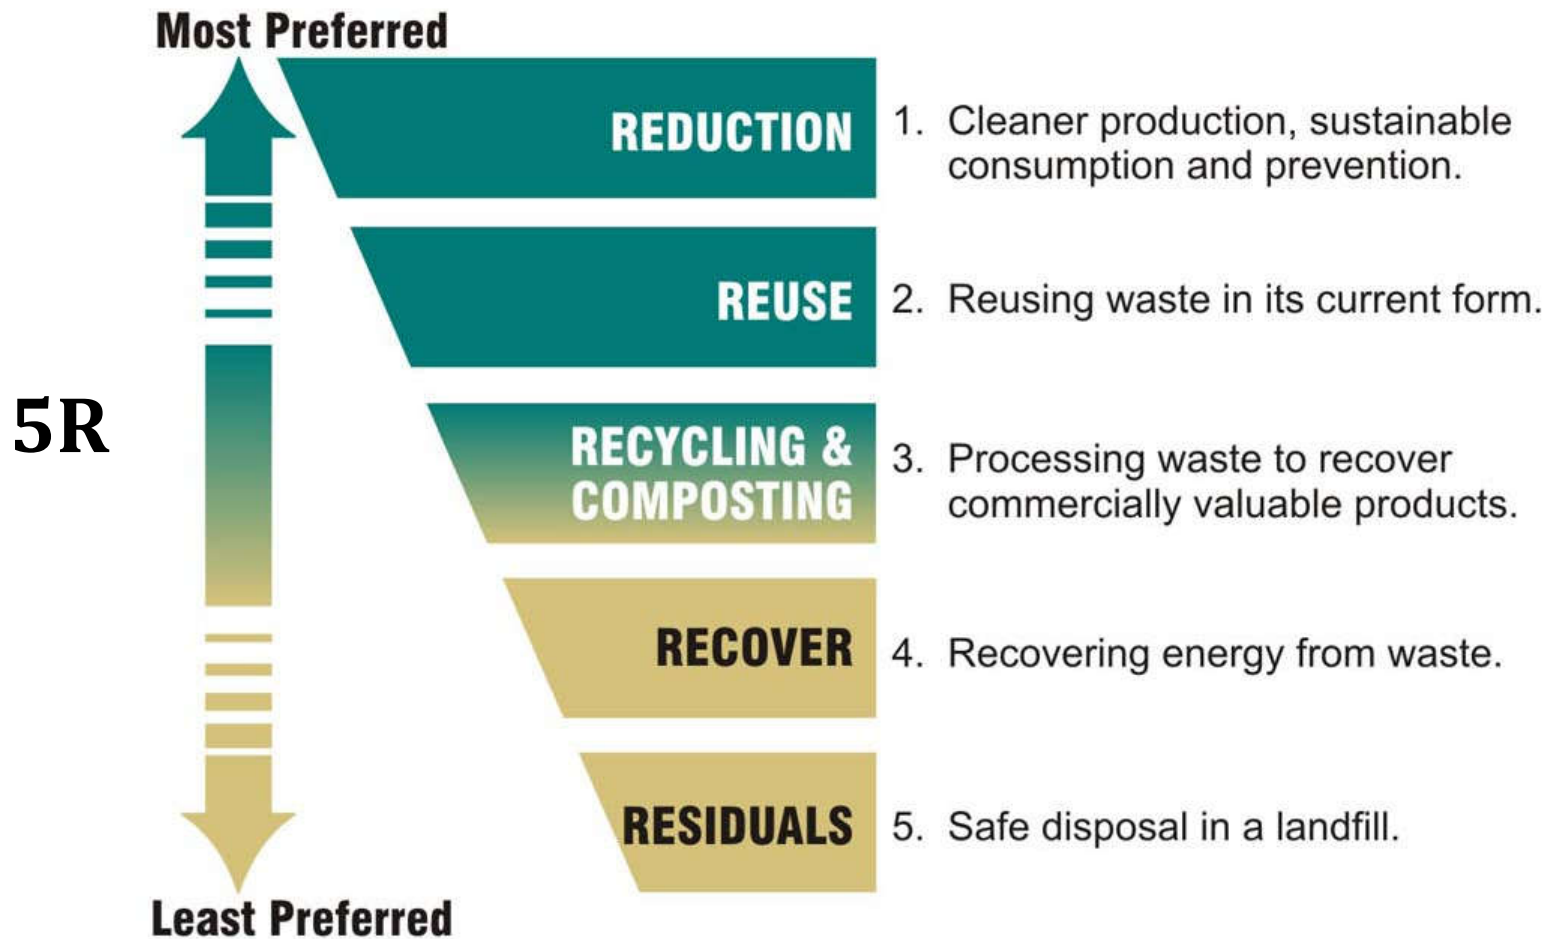 Most Preferred
REDUCTION
1. Cleaner production, sustainable
consumption and prevention.
REUSE
2. Reusing waste in its current form.
5R
RECYCLING &
COMPOSTING
3. Processing waste to recover
commercially valuable products.
RECOVER
4. Recovering energy from waste.
RESIDUALS
5. Safe disposal in a landfill.
Least Preferred